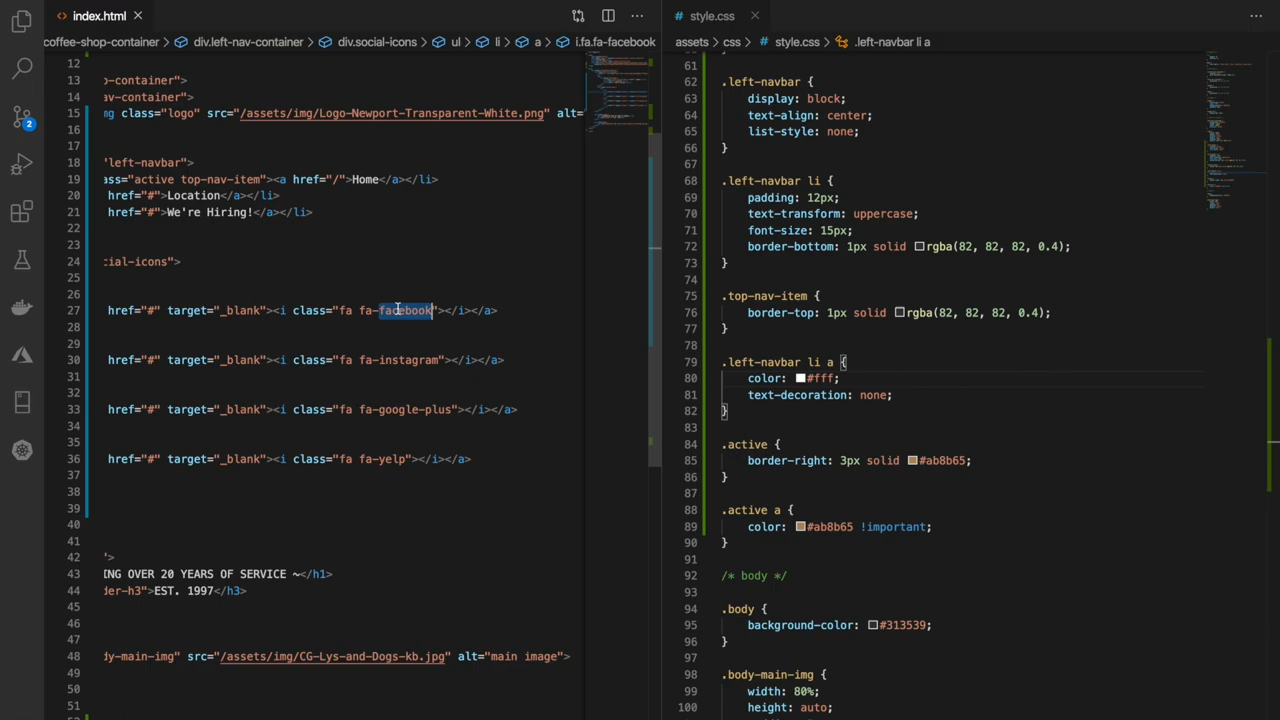 index.html
coffee-shop-container > div.left-nav-container > div.social-icons > ul > li > a > i.fa.fa-facebook
12
13 o-container">
14 av-container">
15 mg class="logo" src="/assets/img/Logo-Newport-Transparent-White.png" alt=
16
17
18 "left-navbar">
19 ass="active top-nav-item"><a href="/">Home</a></li>
20 href="#">Location</a></li>
21 href="#">We're Hiring!</a></li>
22
23
24 cial-icons">
25
26
27 href="#" target="_blank"><i class="fa fa-facebook"></i></a>
28
29
30 href="#" target="_blank"><i class="fa fa-instagram"></i></a>
31
32
33 href="#" target="_blank"><i class="fa fa-google-plus"></i></a>
34
35
36 href="#" target="_blank"><i class="fa fa-yelp"></i></a>
37
38
39
40
41
42 ">
43 ING OVER 20 YEARS OF SERVICE ~</h1>
44 der-h3">EST. 1997</h3>
45
46
47
48 dy-main-img" src="/assets/img/CG-Lys-and-Dogs-kb.jpg" alt="main image">
49
50
51
2
style.css
assets > css > style.css > .left-navbar li a
61
62 .left-navbar {
63 display: block;
64 text-align: center;
65 list-style: none;
66 }
67
68 .left-navbar li {
69 padding: 12px;
70 text-transform: uppercase;
71 font-size: 15px;
72 border-bottom: 1px solid rgba(82, 82, 82, 0.4);
73 }
74
75 .top-nav-item {
76 border-top: 1px solid rgba(82, 82, 82, 0.4);
77 }
78
79 .left-navbar li a {
80 color: #fff;
81 text-decoration: none;
82 }
83
84 .active {
85 border-right: 3px solid #ab8b65;
86 }
87
88 .active a {
89 color: #ab8b65 !important;
90 }
91
92 /* body */
93
94 .body {
95 background-color: #313539;
96 }
97
98 .body-main-img {
99 width: 80%;
100 height: auto;